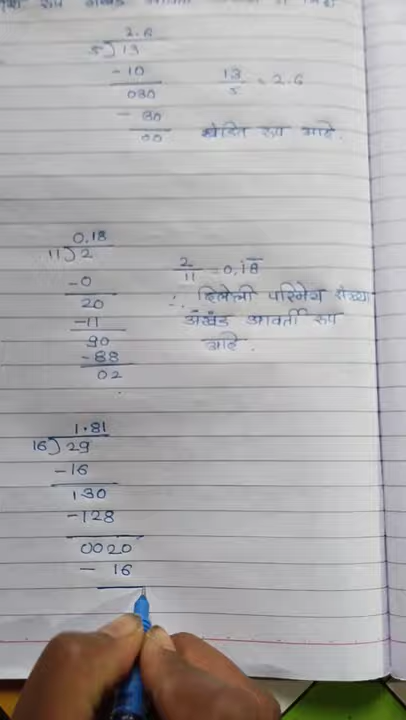 रूप अखंड
2.6
5)13
-10 13/5 = 2.6
030
- 30
00 खंडित रूप आहे.
0.18
11)2
-0 2/11 = 0.18
20 ∴ दिलेली परिमेय संख्या
-11 अखंड आवर्ती रूप
90 आहे.
-88
02
1.81
16)29
-16
130
-128
0020
- 16